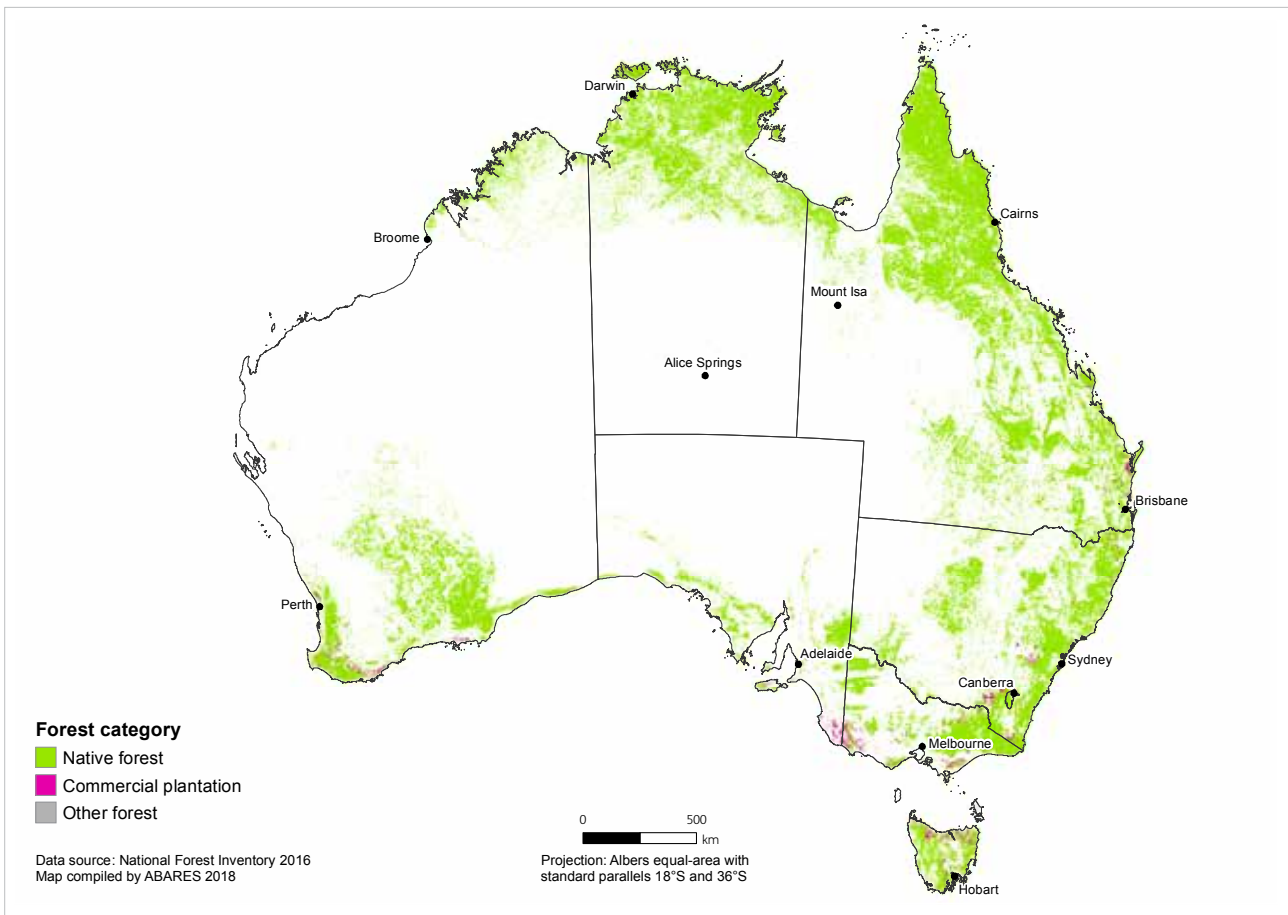 Darwin
Cairns
Broome
Mount Isa
Alice Springs
Brisbane
Perth
Adelaide
Sydney
Canberra
Melbourne
Hobart
Forest category
Native forest
Commercial plantation
Other forest
0 500
km
Data source: National Forest Inventory 2016
Map compiled by ABARES 2018
Projection: Albers equal-area with
standard parallels 18°S and 36°S